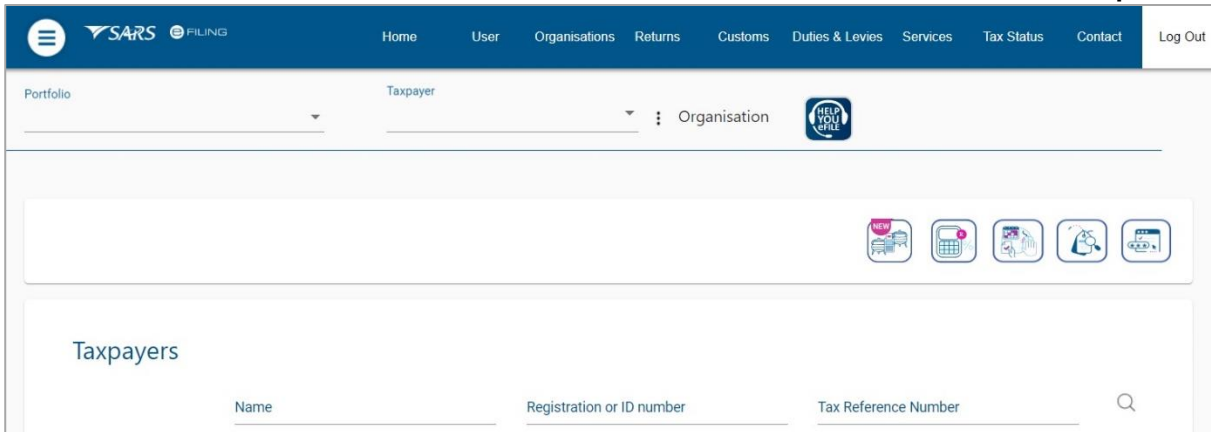 SARS eFILING Home User Organisations Returns Customs Duties & Levies Services Tax Status Contact Log Out
Portfolio Taxpayer
Organisation HELP YOU eFILE
NEW
Taxpayers
Name Registration or ID number Tax Reference Number